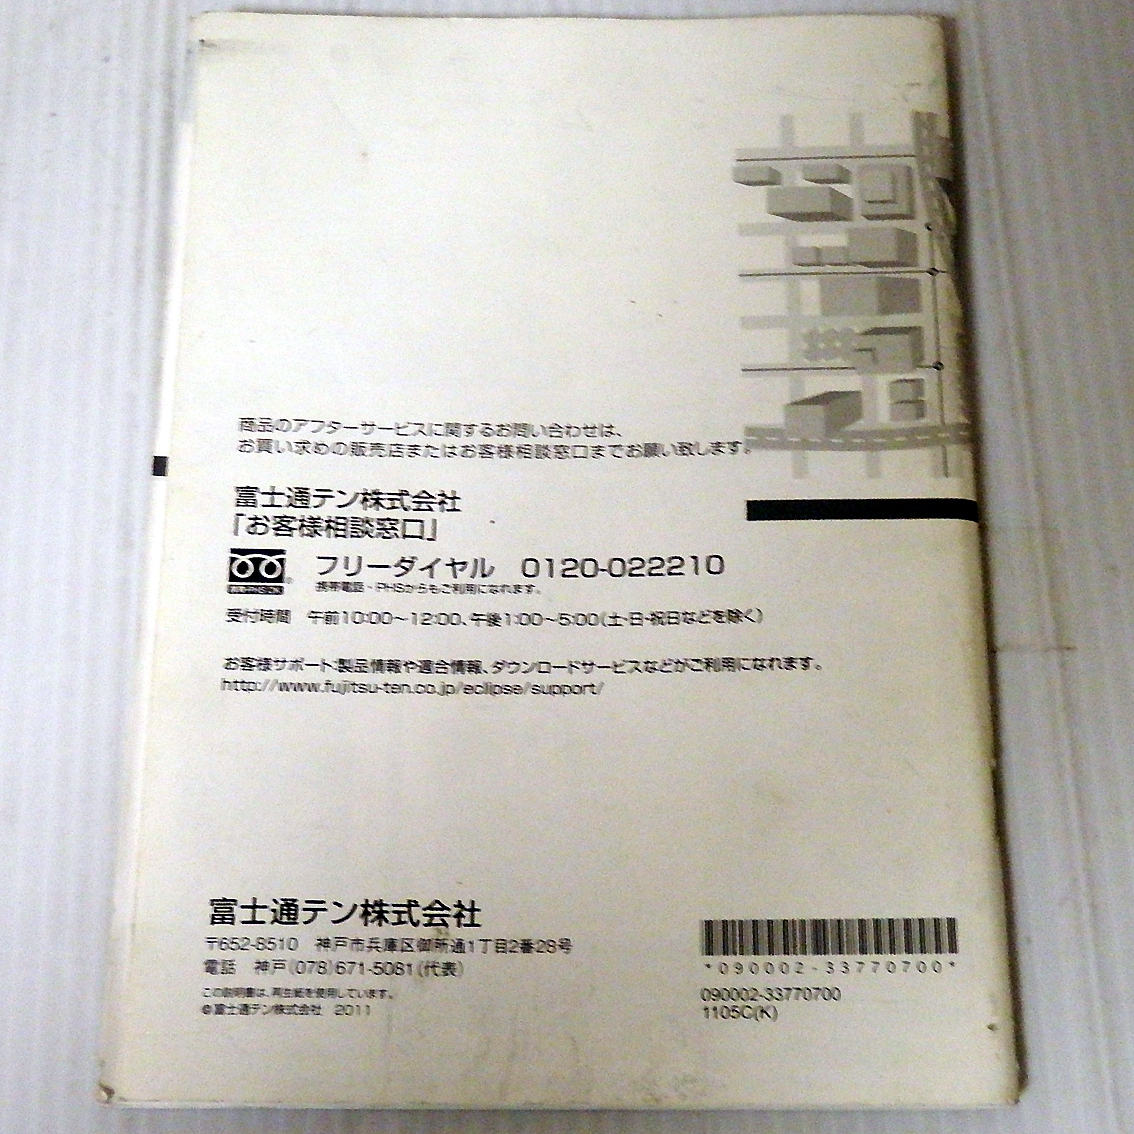 商品のアフターサービスに関するお問い合わせは、
お買い求めの販売店またはお客様相談窓口までお願い致します。
富士通テン株式会社
「お客様相談窓口」
フリーダイヤル 0120-022210
携帯電話・PHSからもご利用になれます。
受付時間 午前10:00～12:00、午後1:00～5:00(土・日・祝日などを除く)
お客様サポート:製品情報や適合情報、ダウンロードサービスなどがご利用になれます。
http://www.fujitsu-ten.co.jp/eclipse/support/
富士通テン株式会社
〒652-8510 神戸市兵庫区御所通1丁目2番28号
電話 神戸(078)671-5081(代表)
この説明書は、再生紙を使用しています。
©富士通テン株式会社 2011
*090002-33770700*
090002-33770700
1105C(K)